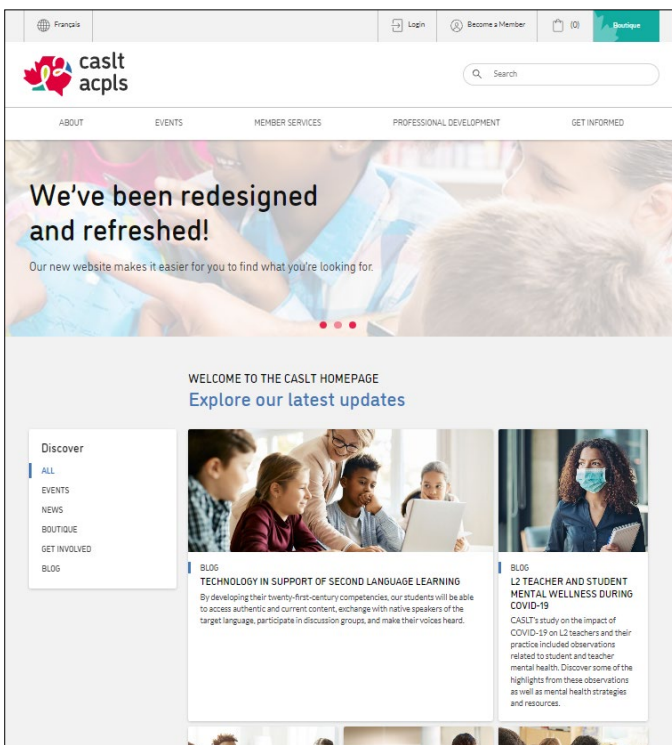 Français
Login
Become a Member
(0)
Boutique
caslt
acpls
Search
ABOUT
EVENTS
MEMBER SERVICES
PROFESSIONAL DEVELOPMENT
GET INFORMED
We've been redesigned
and refreshed!
Our new website makes it easier for you to find what you're looking for.
WELCOME TO THE CASLT HOMEPAGE
Explore our latest updates
Discover
ALL
EVENTS
NEWS
BOUTIQUE
GET INVOLVED
BLOG
BLOG
TECHNOLOGY IN SUPPORT OF SECOND LANGUAGE LEARNING
By developing their twenty-first-century competencies, our students will be able
to access authentic and current content, exchange with native speakers of the
target language, participate in discussion groups, and make their voices heard.
BLOG
L2 TEACHER AND STUDENT
MENTAL WELLNESS DURING
COVID-19
CASLT's study on the impact of
COVID-19 on L2 teachers and their
practice included observations
related to student and teacher
mental health. Discover some of the
highlights from these observations
as well as mental health strategies
and resources.